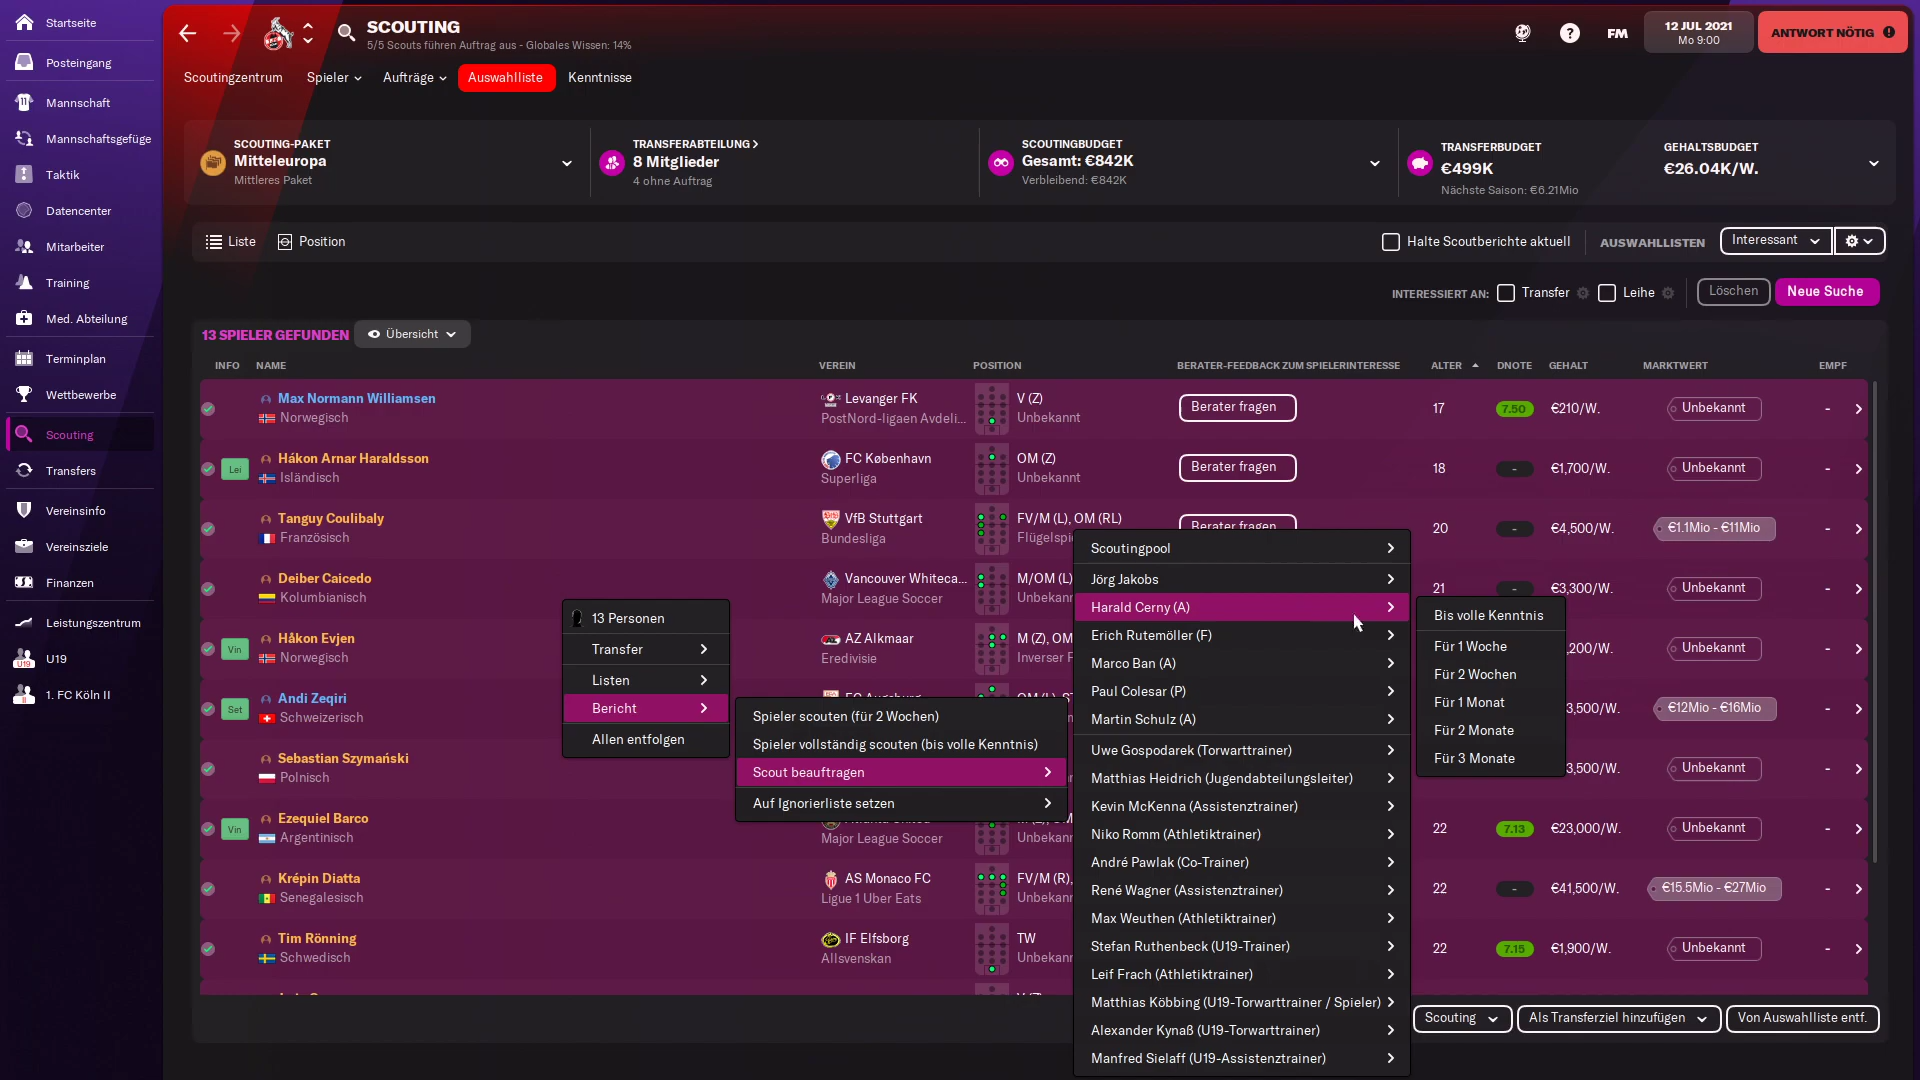 Startseite
Posteingang
Mannschaft
Mannschaftsgefüge
Taktik
Datencenter
Mitarbeiter
Training
Med. Abteilung
Terminplan
Wettbewerbe
Scouting
Transfers
Vereinsinfo
Vereinsziele
Finanzen
Leistungszentrum
U19
1. FC Köln II
SCOUTING
5/5 Scouts führen Auftrag aus - Globales Wissen: 14%
FM
12 JUL 2021
Mo 9:00
ANTWORT NÖTIG
Scoutingzentrum Spieler Aufträge Auswahlliste Kenntnisse
SCOUTING-PAKET
Mitteleuropa
Mittleres Paket
TRANSFERABTEILUNG
8 Mitglieder
4 ohne Auftrag
SCOUTINGBUDGET
Gesamt: €842K
Verbleibend: €842K
TRANSFERBUDGET
€499K
Nächste Saison: €6.21Mio
GEHALTSBUDGET
€26.04K/W.
Liste Position Halte Scoutberichte aktuell AUSWAHLLISTEN Interessant
INTERESSIERT AN: Transfer Leihe Löschen Neue Suche
13 SPIELER GEFUNDEN Übersicht
INFO NAME VEREIN POSITION BERATER-FEEDBACK ZUM SPIELERINTERESSE ALTER DNOTE GEHALT MARKTWERT EMPF
Max Normann Williamsen Levanger FK V (Z) Berater fragen 17 7.50 €210/W. Unbekannt -
Norwegisch PostNord-ligaen Avdeli... Unbekannt
Lei Hákon Arnar Haraldsson FC København OM (Z) Berater fragen 18 - €1,700/W. Unbekannt -
Isländisch Superliga Unbekannt
Tanguy Coulibaly VfB Stuttgart FV/M (L), OM (RL) Berater fragen 20 - €4,500/W. €1.1Mio - €11Mio -
Französisch Bundesliga Flügelspi
Deiber Caicedo Vancouver Whiteca... M/OM (L) 21 - €3,300/W. Unbekannt -
Kolumbianisch Major League Soccer Unbekan
Vin Håkon Evjen AZ Alkmaar M (Z), OM ,200/W. Unbekannt -
Norwegisch Eredivisie Inverser F
Set Andi Zeqiri FC Augsburg OM (L), ST 3,500/W. €12Mio - €16Mio -
Schweizerisch
Sebastian Szymański 3,500/W. Unbekannt -
Polnisch
Vin Ezequiel Barco Atlanta United M (Z), OM 22 7.13 €23,000/W. Unbekannt -
Argentinisch Major League Soccer Unbekann
Krépin Diatta AS Monaco FC FV/M (R), 22 - €41,500/W. €15.5Mio - €27Mio -
Senegalesisch Ligue 1 Uber Eats Unbekann
Tim Rönning IF Elfsborg TW 22 7.15 €1,900/W. Unbekannt -
Schwedisch Allsvenskan Unbekann
13 Personen
Transfer
Listen
Bericht
Allen entfolgen
Spieler scouten (für 2 Wochen)
Spieler vollständig scouten (bis volle Kenntnis)
Scout beauftragen
Auf Ignorierliste setzen
Scoutingpool
Jörg Jakobs
Harald Cerny (A)
Erich Rutemöller (F)
Marco Ban (A)
Paul Colesar (P)
Martin Schulz (A)
Uwe Gospodarek (Torwarttrainer)
Matthias Heidrich (Jugendabteilungsleiter)
Kevin McKenna (Assistenztrainer)
Niko Romm (Athletiktrainer)
André Pawlak (Co-Trainer)
René Wagner (Assistenztrainer)
Max Weuthen (Athletiktrainer)
Stefan Ruthenbeck (U19-Trainer)
Leif Frach (Athletiktrainer)
Matthias Köbbing (U19-Torwarttrainer / Spieler)
Alexander Kynaß (U19-Torwarttrainer)
Manfred Sielaff (U19-Assistenztrainer)
Bis volle Kenntnis
Für 1 Woche
Für 2 Wochen
Für 1 Monat
Für 2 Monate
Für 3 Monate
Scouting Als Transferziel hinzufügen Von Auswahlliste entf.